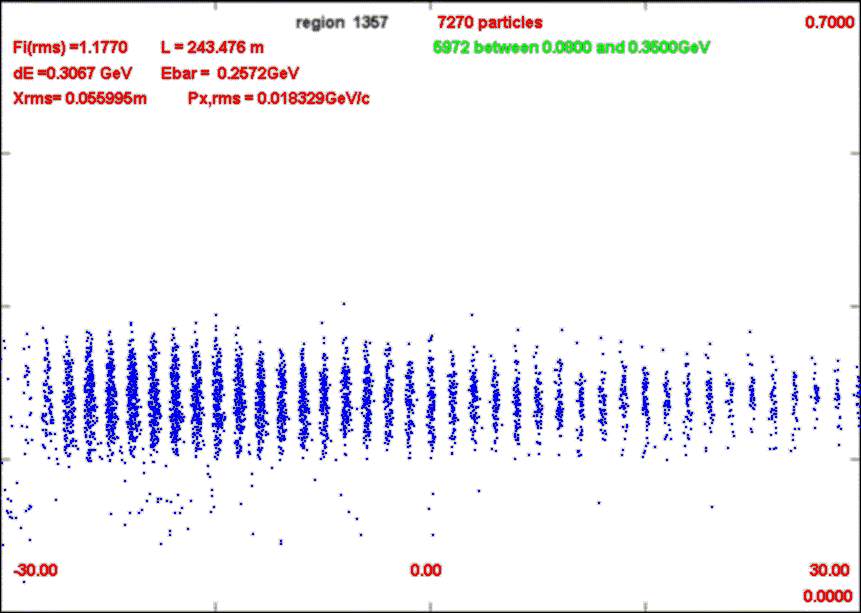 region 1357 7270 particles 0.7000
Fi(rms) =1.1770 L = 243.476 m 5972 between 0.0800 and 0.3500GeV
dE =0.3067 GeV Ebar = 0.2572GeV
Xrms= 0.055995m Px,rms = 0.018329GeV/c
-30.00 0.00 30.00
0.0000